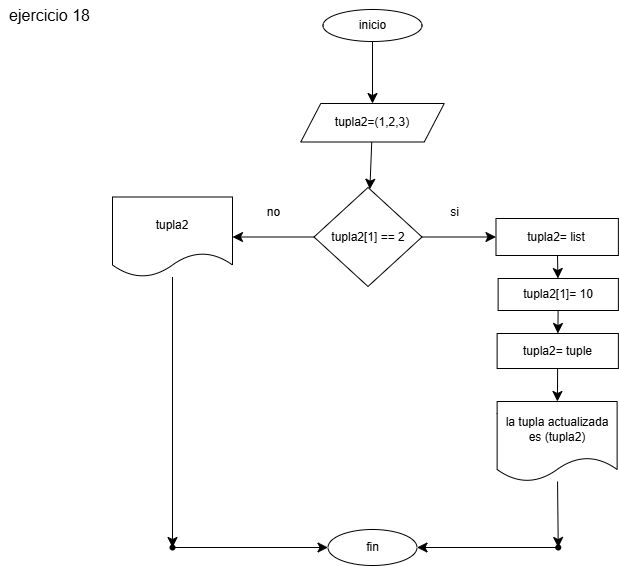 ejercicio 18
inicio
tupla2=(1,2,3)
tupla2[1] == 2
no
si
tupla2
tupla2= list
tupla2[1]= 10
tupla2= tuple
la tupla actualizada
es (tupla2)
fin